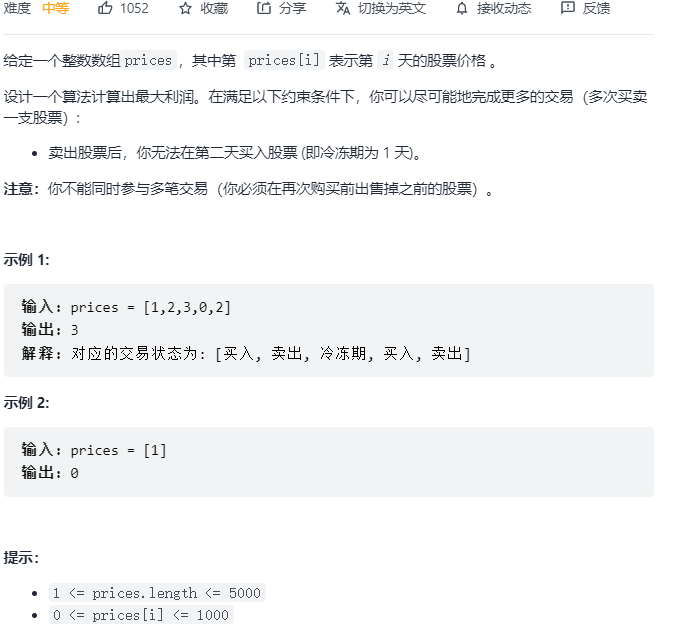 难度 中等 1052 收藏 分享 切换为英文 接收动态 反馈
给定一个整数数组prices，其中第 prices[i] 表示第 i 天的股票价格 。
设计一个算法计算出最大利润。在满足以下约束条件下，你可以尽可能地完成更多的交易（多次买卖
一支股票）:
• 卖出股票后，你无法在第二天买入股票 (即冷冻期为 1 天)。
注意：你不能同时参与多笔交易（你必须在再次购买前出售掉之前的股票）。
示例 1:
输入: prices = [1,2,3,0,2]
输出: 3
解释: 对应的交易状态为: [买入, 卖出, 冷冻期, 买入, 卖出]
示例 2:
输入: prices = [1]
输出: 0
提示：
• 1 <= prices.length <= 5000
• 0 <= prices[i] <= 1000